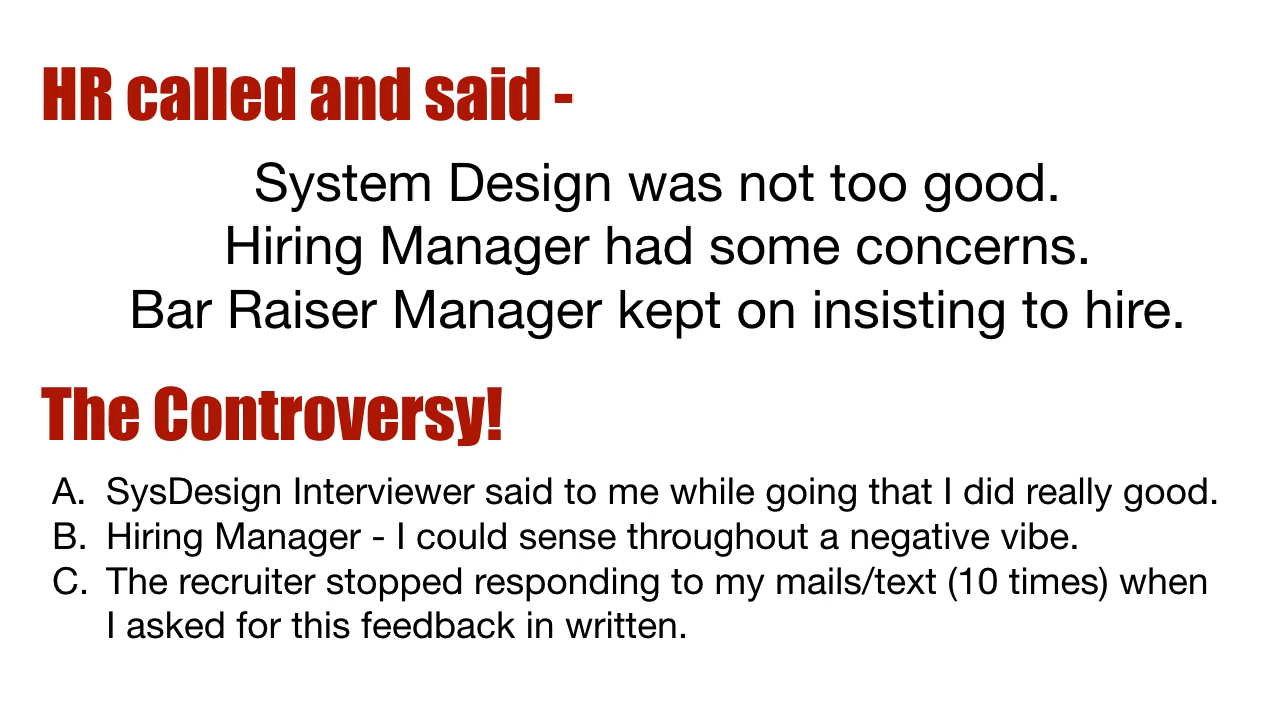 HR called and said -
System Design was not too good.
Hiring Manager had some concerns.
Bar Raiser Manager kept on insisting to hire.
The Controversy!
A. SysDesign Interviewer said to me while going that I did really good.
B. Hiring Manager - I could sense throughout a negative vibe.
C. The recruiter stopped responding to my mails/text (10 times) when
I asked for this feedback in written.